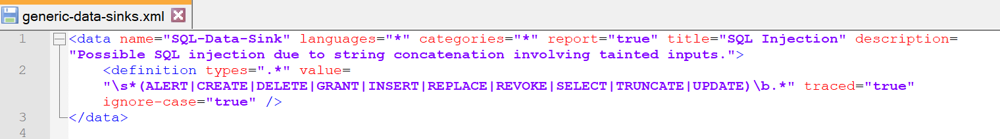 generic-data-sinks.xml
1 <data name="SQL-Data-Sink" languages="*" categories="*" report="true" title="SQL Injection" description=
"Possible SQL injection due to string concatenation involving tainted inputs.">
2 <definition types=".*" value=
"\s*(ALERT|CREATE|DELETE|GRANT|INSERT|REPLACE|REVOKE|SELECT|TRUNCATE|UPDATE)\b.*" traced="true"
ignore-case="true" />
3 </data>
4